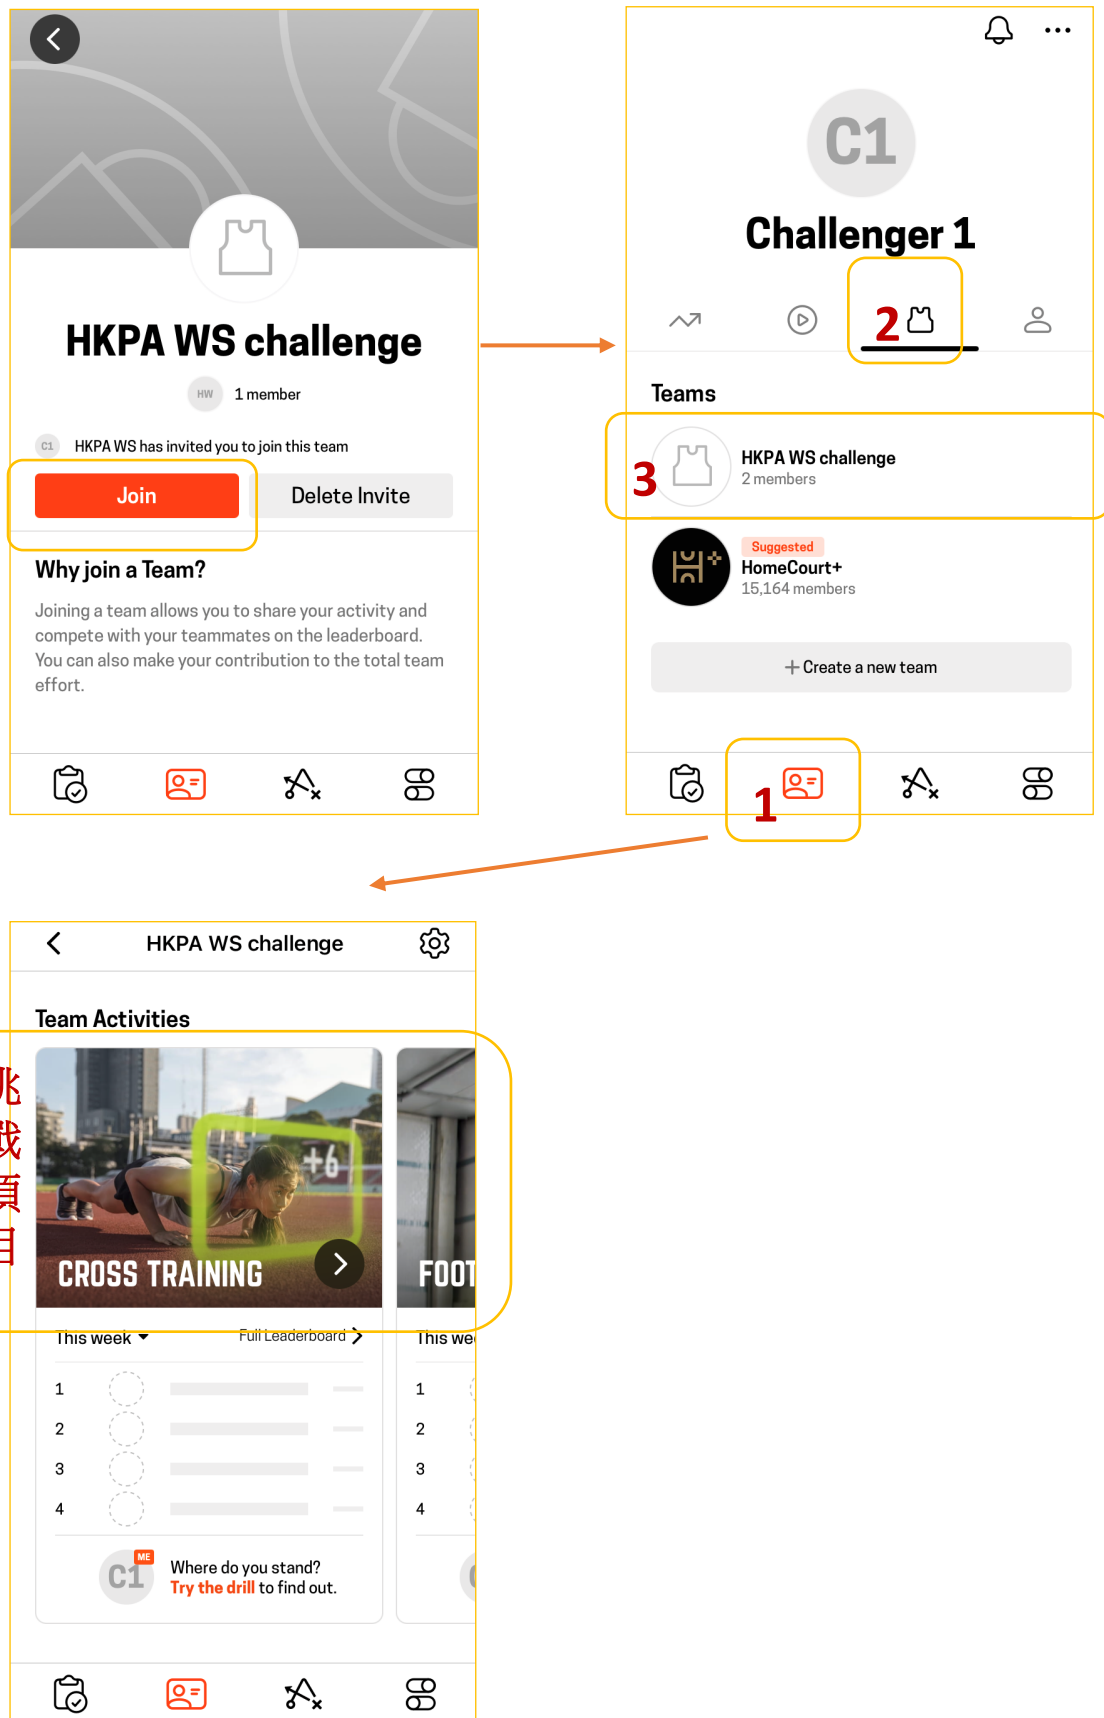 HKPA WS challenge
HW 1 member
C1 HKPA WS has invited you to join this team
Join
Delete Invite
Why join a Team?
Joining a team allows you to share your activity and
compete with your teammates on the leaderboard.
You can also make your contribution to the total team
effort.
C1
Challenger 1
2
Teams
3
HKPA WS challenge
2 members
Suggested
HomeCourt+
15,164 members
+ Create a new team
1
HKPA WS challenge
Team Activities
挑
戰
項
目
+6
CROSS TRAINING
FOOT
This week
Full Leaderboard
This wee
1
2
3
4
1
2
3
4
C1
ME
Where do you stand?
Try the drill to find out.